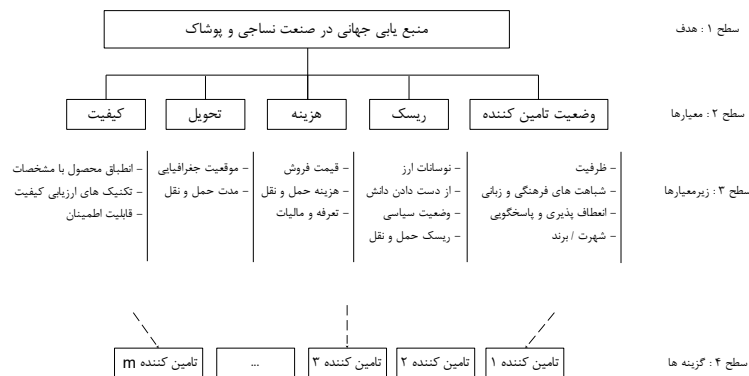 سطح ۱ : هدف
منبع یابی جهانی در صنعت نساجی و پوشاک
سطح ۲ : معیارها
وضعیت تامین کننده
ریسک
هزینه
تحویل
کیفیت
سطح ۳ : زیرمعیارها
- ظرفیت
- شباهت های فرهنگی و زبانی
- انعطاف پذیری و پاسخگویی
- شهرت / برند
- نوسانات ارز
- از دست دادن دانش
- وضعیت سیاسی
- ریسک حمل و نقل
- قیمت فروش
- هزینه حمل و نقل
- تعرفه و مالیات
- موقعیت جغرافیایی
- مدت حمل و نقل
- انطباق محصول با مشخصات
- تکنیک های ارزیابی کیفیت
- قابلیت اطمینان
سطح ۴ : گزینه ها
تامین کننده ۱
تامین کننده ۲
تامین کننده ۳
...
تامین کننده m